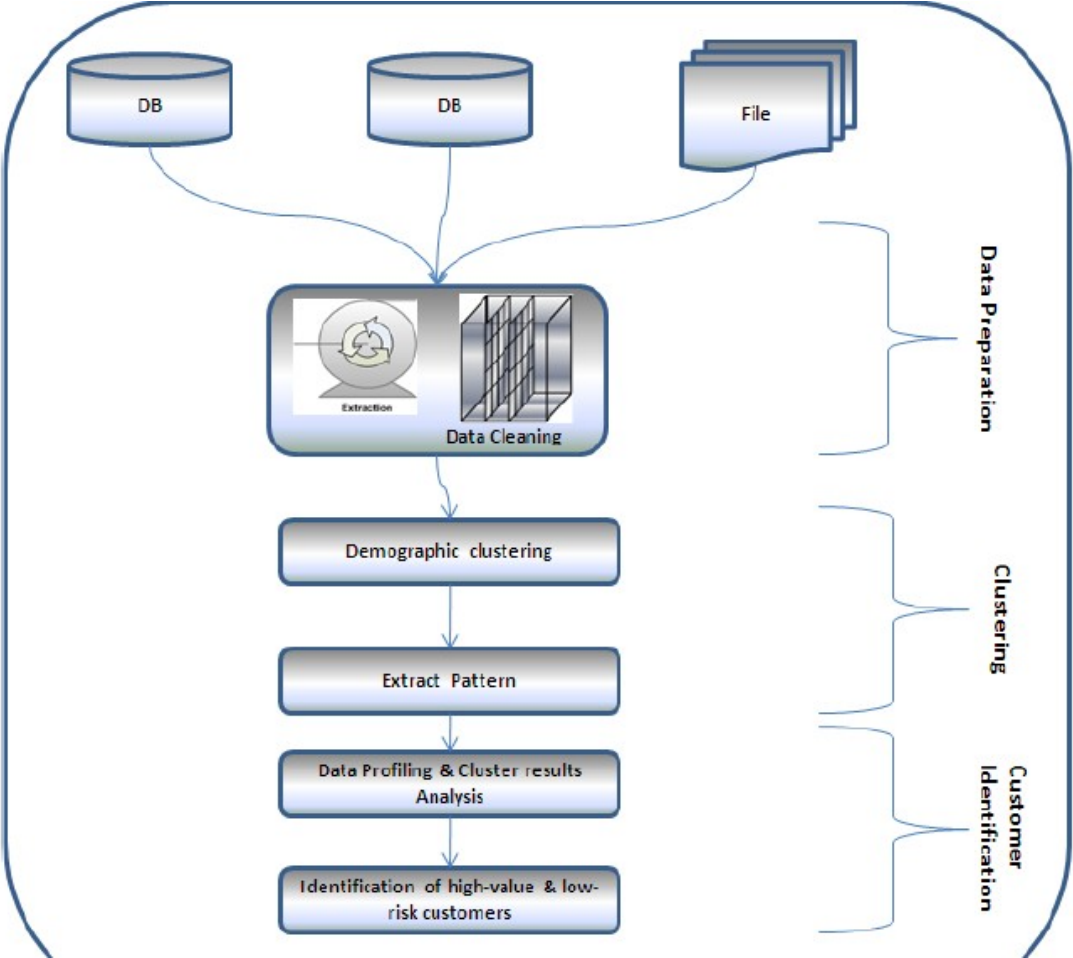 DB
DB
File
Extraction
Data Cleaning
Data Preparation
Demographic clustering
Extract Pattern
Clustering
Data Profiling & Cluster results
Analysis
Identification of high-value & low-
risk customers
Customer
Identification